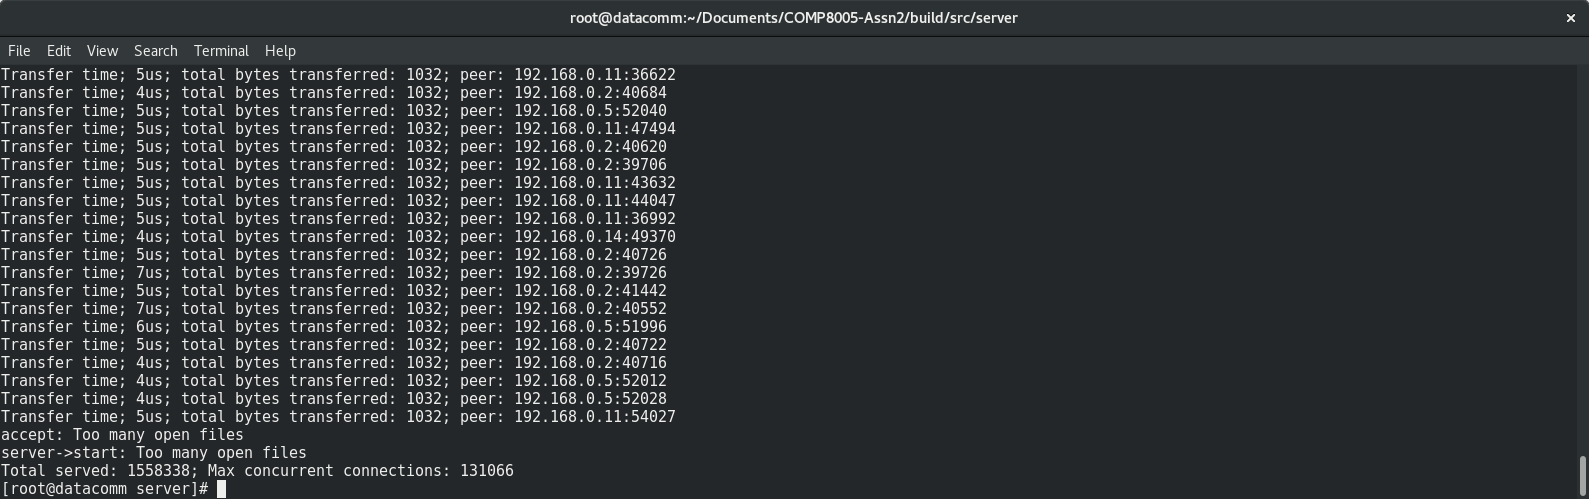 root@datacomm:~/Documents/COMP8005-Assn2/build/src/server
File Edit View Search Terminal Help
Transfer time; 5us; total bytes transferred: 1032; peer: 192.168.0.11:36622
Transfer time; 4us; total bytes transferred: 1032; peer: 192.168.0.2:40684
Transfer time; 5us; total bytes transferred: 1032; peer: 192.168.0.5:52040
Transfer time; 5us; total bytes transferred: 1032; peer: 192.168.0.11:47494
Transfer time; 5us; total bytes transferred: 1032; peer: 192.168.0.2:40620
Transfer time; 5us; total bytes transferred: 1032; peer: 192.168.0.2:39706
Transfer time; 5us; total bytes transferred: 1032; peer: 192.168.0.11:43632
Transfer time; 5us; total bytes transferred: 1032; peer: 192.168.0.11:44047
Transfer time; 5us; total bytes transferred: 1032; peer: 192.168.0.11:36992
Transfer time; 4us; total bytes transferred: 1032; peer: 192.168.0.14:49370
Transfer time; 5us; total bytes transferred: 1032; peer: 192.168.0.2:40726
Transfer time; 7us; total bytes transferred: 1032; peer: 192.168.0.2:39726
Transfer time; 5us; total bytes transferred: 1032; peer: 192.168.0.2:41442
Transfer time; 7us; total bytes transferred: 1032; peer: 192.168.0.2:40552
Transfer time; 6us; total bytes transferred: 1032; peer: 192.168.0.5:51996
Transfer time; 5us; total bytes transferred: 1032; peer: 192.168.0.2:40722
Transfer time; 4us; total bytes transferred: 1032; peer: 192.168.0.2:40716
Transfer time; 4us; total bytes transferred: 1032; peer: 192.168.0.5:52012
Transfer time; 4us; total bytes transferred: 1032; peer: 192.168.0.5:52028
Transfer time; 5us; total bytes transferred: 1032; peer: 192.168.0.11:54027
accept: Too many open files
server->start: Too many open files
Total served: 1558338; Max concurrent connections: 131066
[root@datacomm server]#